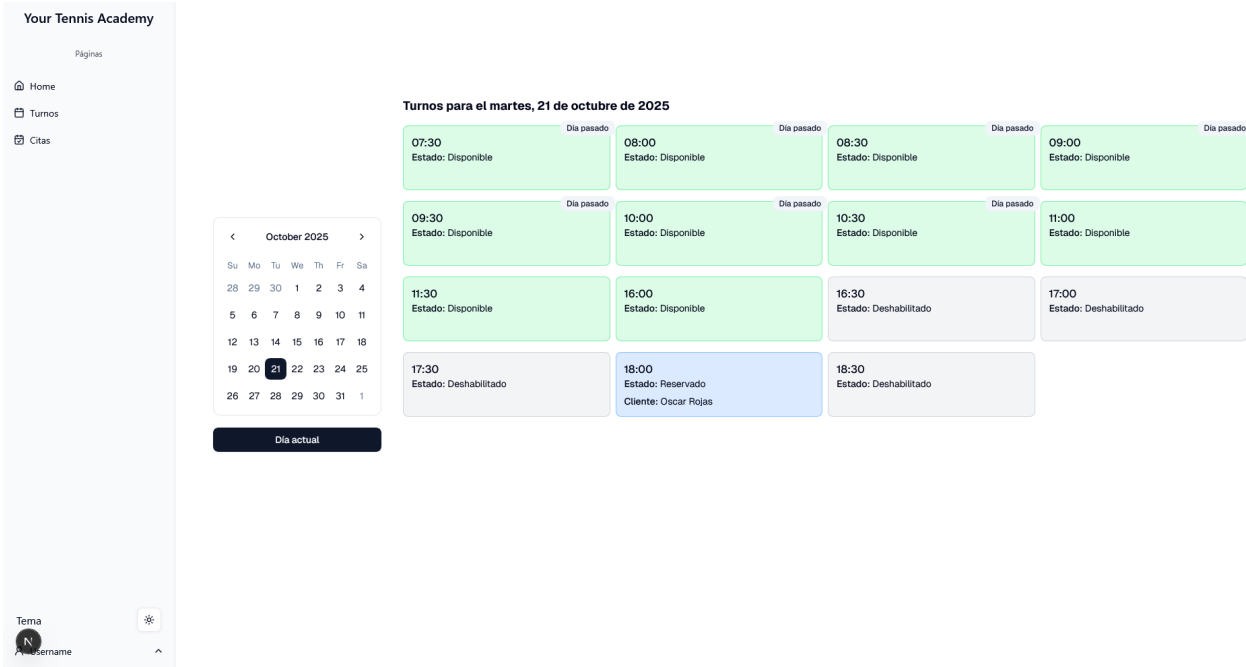 Your Tennis Academy
Páginas
Home
Turnos
Citas
October 2025
Su Mo Tu We Th Fr Sa
28 29 30 1 2 3 4
5 6 7 8 9 10 11
12 13 14 15 16 17 18
19 20 21 22 23 24 25
26 27 28 29 30 31 1
Día actual
Turnos para el martes, 21 de octubre de 2025
Día pasado
07:30
Estado: Disponible
Día pasado
08:00
Estado: Disponible
Día pasado
08:30
Estado: Disponible
Día pasado
09:00
Estado: Disponible
Día pasado
09:30
Estado: Disponible
Día pasado
10:00
Estado: Disponible
Día pasado
10:30
Estado: Disponible
11:00
Estado: Disponible
11:30
Estado: Disponible
16:00
Estado: Disponible
16:30
Estado: Deshabilitado
17:00
Estado: Deshabilitado
17:30
Estado: Deshabilitado
18:00
Estado: Reservado
Cliente: Oscar Rojas
18:30
Estado: Deshabilitado
Tema
N
Username